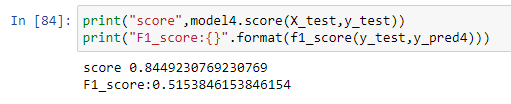 In [84]: print("score",model4.score(X_test,y_test))
print("F1_score:{}".format(f1_score(y_test,y_pred4)))
score 0.8449230769230769
F1_score:0.5153846153846154